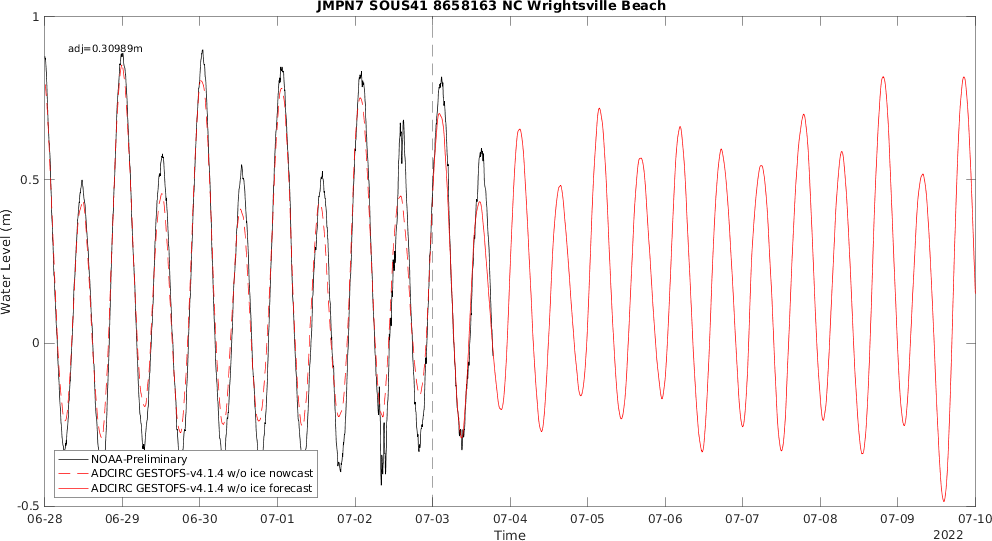 JMPN7 SOUS41 8658163 NC Wrightsville Beach
adj=0.30989m
1
0.5
0
-0.5
Water Level (m)
NOAA-Preliminary
ADCIRC GESTOFS-v4.1.4 w/o ice nowcast
ADCIRC GESTOFS-v4.1.4 w/o ice forecast
06-28 06-29 06-30 07-01 07-02 07-03 07-04 07-05 07-06 07-07 07-08 07-09 07-10
Time
2022